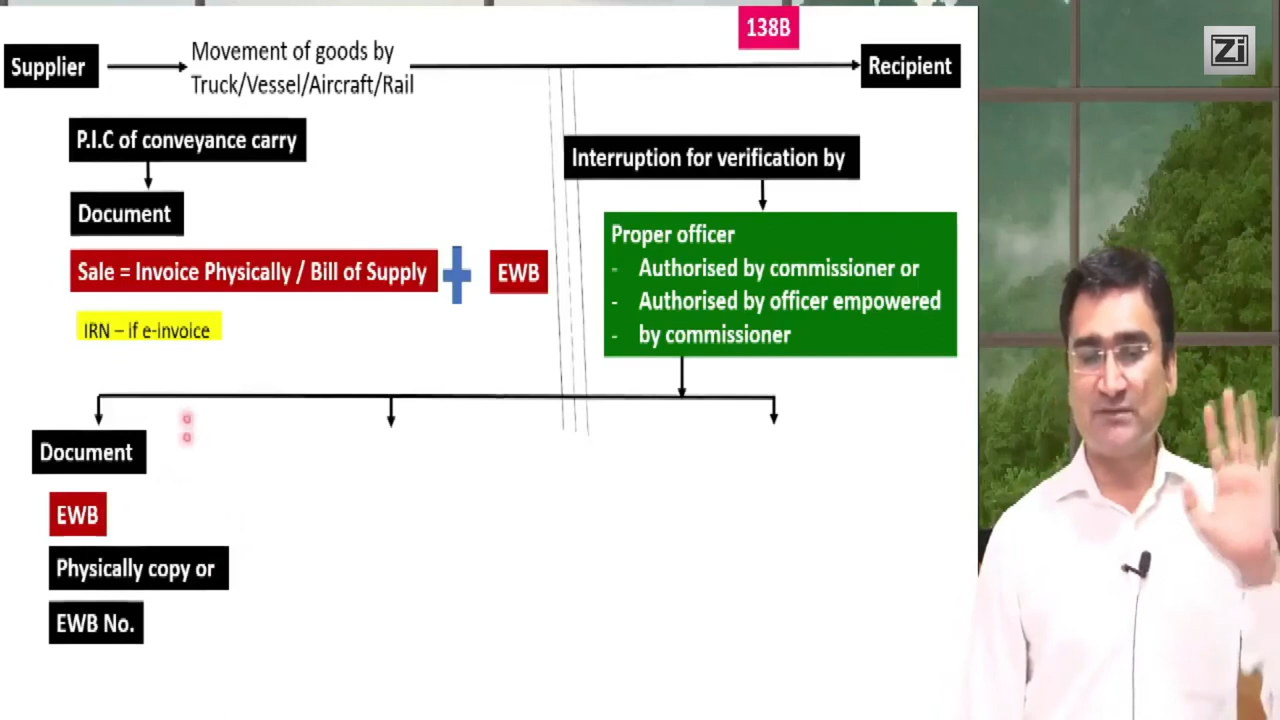 138B
Supplier
Movement of goods by
Truck/Vessel/Aircraft/Rail
Recipient
P.I.C of conveyance carry
Interruption for verification by
Document
Proper officer
- Authorised by commissioner or
- Authorised by officer empowered
- by commissioner
Sale = Invoice Physically / Bill of Supply
EWB
IRN – if e-invoice
Document
EWB
Physically copy or
EWB No.
Zi